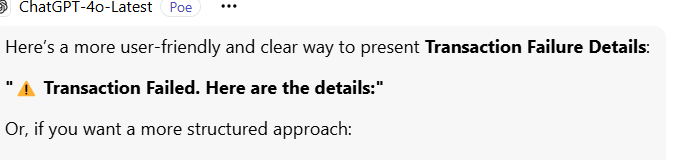 ChatGPT-4o-Latest Poe ...
Here's a more user-friendly and clear way to present Transaction Failure Details:
"⚠️ Transaction Failed. Here are the details:"
Or, if you want a more structured approach: